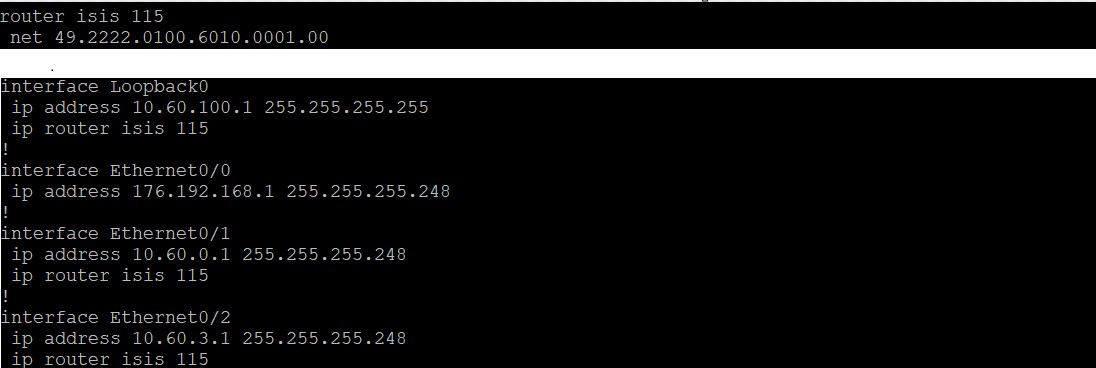 router isis 115
 net 49.2222.0100.6010.0001.00
.
interface Loopback0
 ip address 10.60.100.1 255.255.255.255
 ip router isis 115
!
interface Ethernet0/0
 ip address 176.192.168.1 255.255.255.248
!
interface Ethernet0/1
 ip address 10.60.0.1 255.255.255.248
 ip router isis 115
!
interface Ethernet0/2
 ip address 10.60.3.1 255.255.255.248
 ip router isis 115